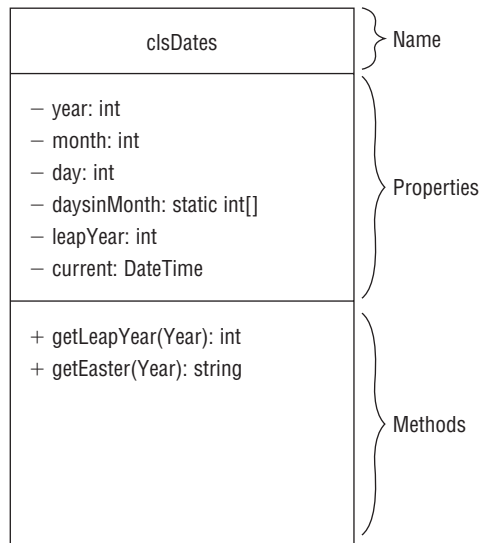 clsDates
Name
− year: int
− month: int
− day: int
− daysinMonth: static int[]
− leapYear: int
− current: DateTime
Properties
+ getLeapYear(Year): int
+ getEaster(Year): string
Methods